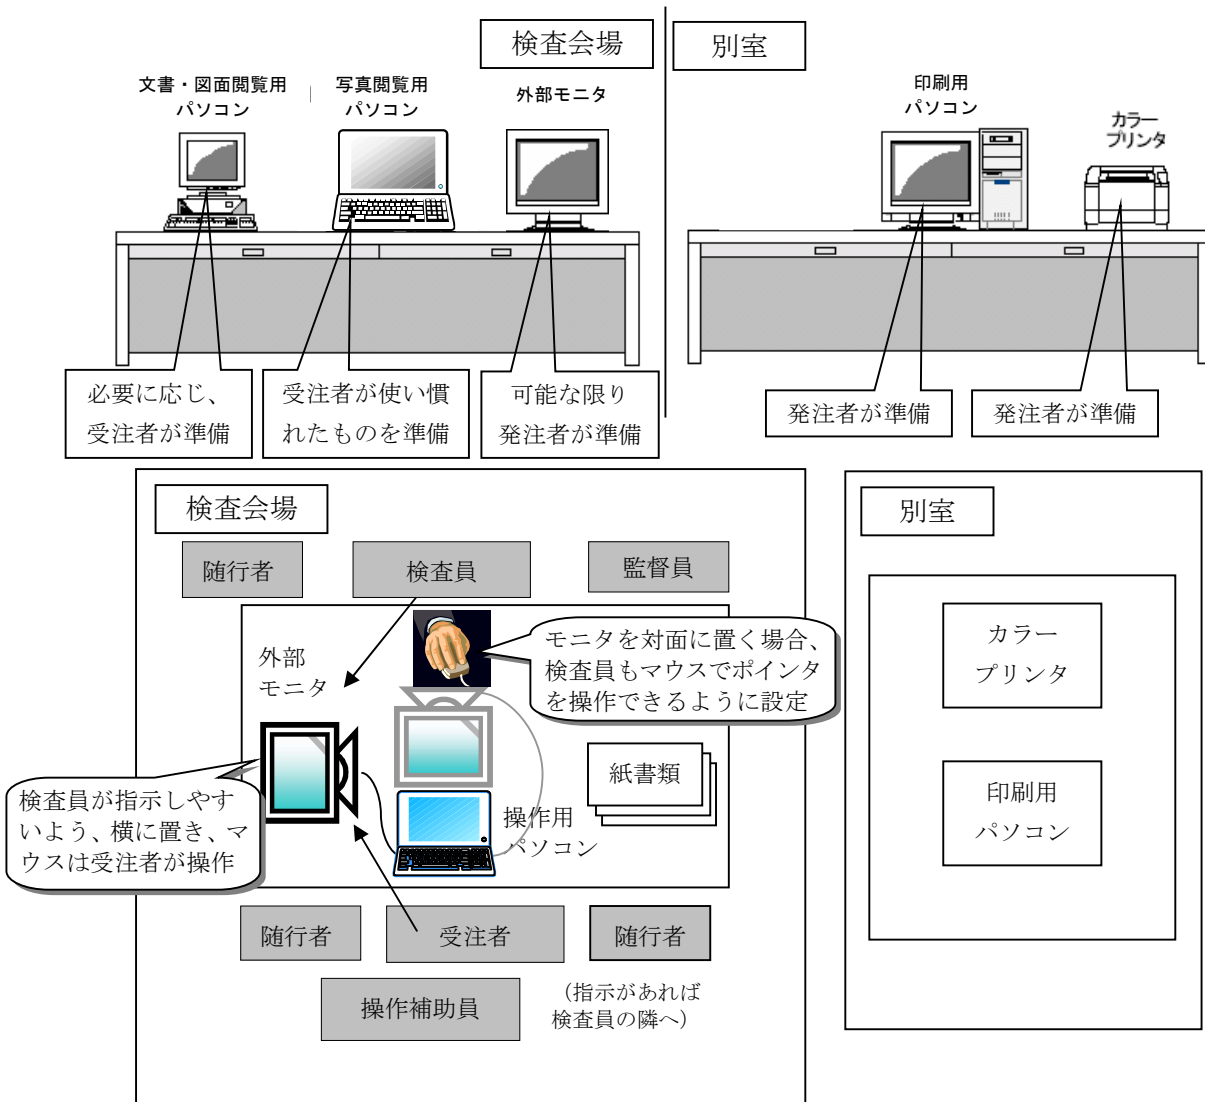 検査会場
別室
文書・図面閲覧用
パソコン
写真閲覧用
パソコン
外部モニタ
印刷用
パソコン
カラー
プリンタ
必要に応じ、
受注者が準備
受注者が使い慣
れたものを準備
可能な限り
発注者が準備
発注者が準備
発注者が準備
検査会場
随行者
検査員
監督員
外部
モニタ
モニタを対面に置く場合、
検査員もマウスでポインタ
を操作できるように設定
紙書類
検査員が指示しやす
いよう、横に置き、マ
ウスは受注者が操作
操作用
パソコン
随行者
受注者
随行者
操作補助員
（指示があれば
検査員の隣へ）
別室
カラー
プリンタ
印刷用
パソコン